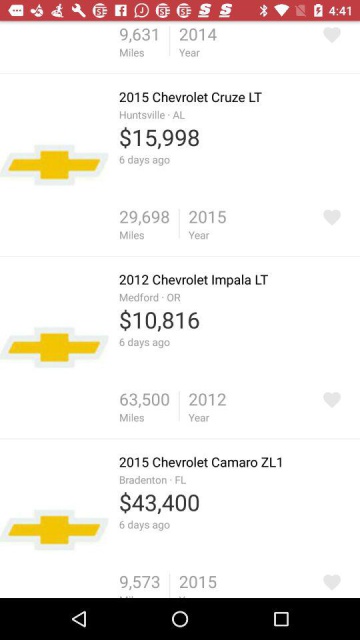 4:41
9,631 2014
Miles Year
2015 Chevrolet Cruze LT
Huntsville · AL
$15,998
6 days ago
29,698 2015
Miles Year
2012 Chevrolet Impala LT
Medford · OR
$10,816
6 days ago
63,500 2012
Miles Year
2015 Chevrolet Camaro ZL1
Bradenton · FL
$43,400
6 days ago
9,573 2015